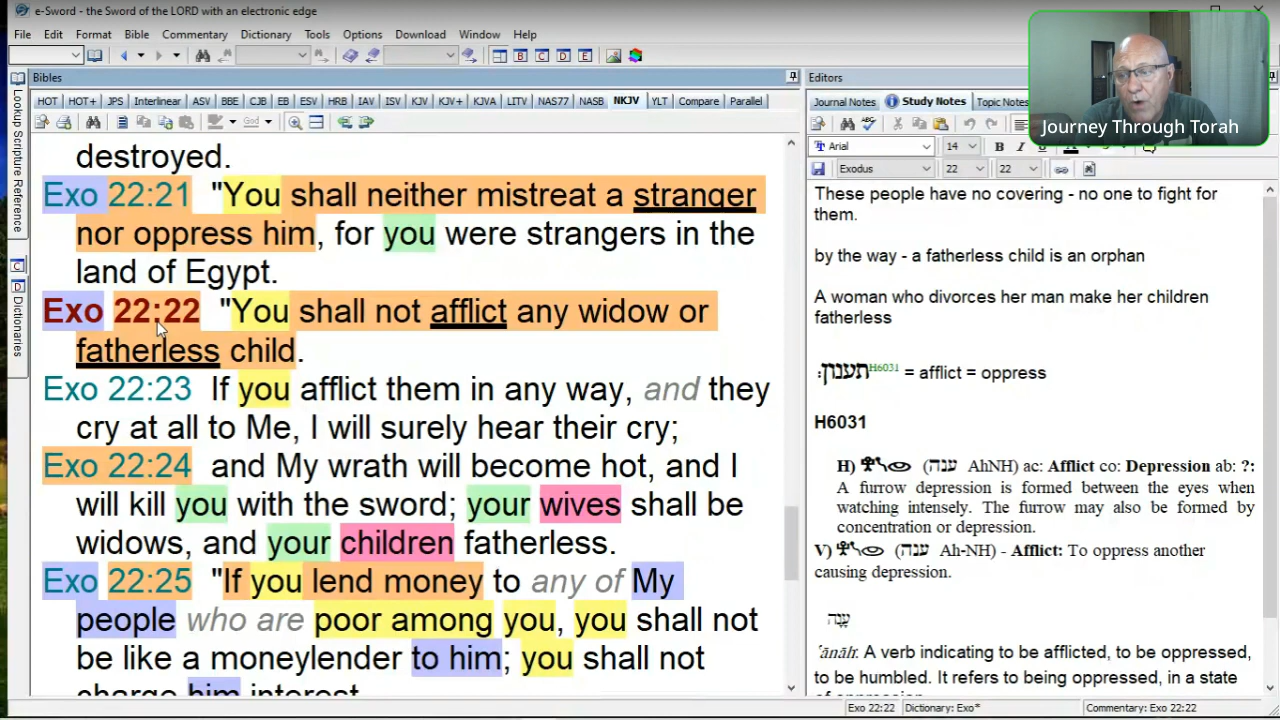 e-Sword - the Sword of the LORD with an electronic edge
File Edit Format Bible Commentary Dictionary Tools Options Download Window Help
Journey Through Torah
Bibles
HOT HOT+ JPS Interlinear ASV BBE CJB EB ESV HRB IAV ISV KJV KJV+ KJVA LITV NAS77 NASB NKJV YLT Compare Parallel
Lookup Scripture Reference
Dictionaries
destroyed.
Exo 22:21 "You shall neither mistreat a stranger
nor oppress him, for you were strangers in the
land of Egypt.
Exo 22:22 "You shall not afflict any widow or
fatherless child.
Exo 22:23 If you afflict them in any way, and they
cry at all to Me, I will surely hear their cry;
Exo 22:24 and My wrath will become hot, and I
will kill you with the sword; your wives shall be
widows, and your children fatherless.
Exo 22:25 "If you lend money to any of My
people who are poor among you, you shall not
be like a moneylender to him; you shall not
charge him interest.
Editors
Journal Notes Study Notes Topic Notes
Arial 14 B I U
Exodus 22 22
These people have no covering - no one to fight for
them.
by the way - a fatherless child is an orphan
A woman who divorces her man make her children
fatherless
תענון׃H6031 = afflict = oppress
H6031
H) (ענה AhNH) ac: Afflict co: Depression ab: ?:
A furrow depression is formed between the eyes when
watching intensely. The furrow may also be formed by
concentration or depression.
V) (ענה Ah-NH) - Afflict: To oppress another
causing depression.
עָנָה
'ānāh: A verb indicating to be afflicted, to be oppressed,
to be humbled. It refers to being oppressed, in a state
of oppression
Exo 22:22 Dictionary: Exo* Commentary: Exo 22:22